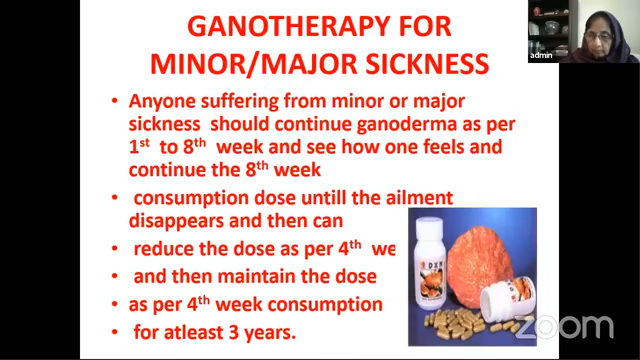 GANOTHERAPY FOR
MINOR/MAJOR SICKNESS
admin
• Anyone suffering from minor or major
sickness should continue ganoderma as per
1st to 8th week and see how one feels and
continue the 8th week
• consumption dose untill the ailment
disappears and then can
• reduce the dose as per 4th we
• and then maintain the dose
• as per 4th week consumption
• for atleast 3 years.
DXN
zoom